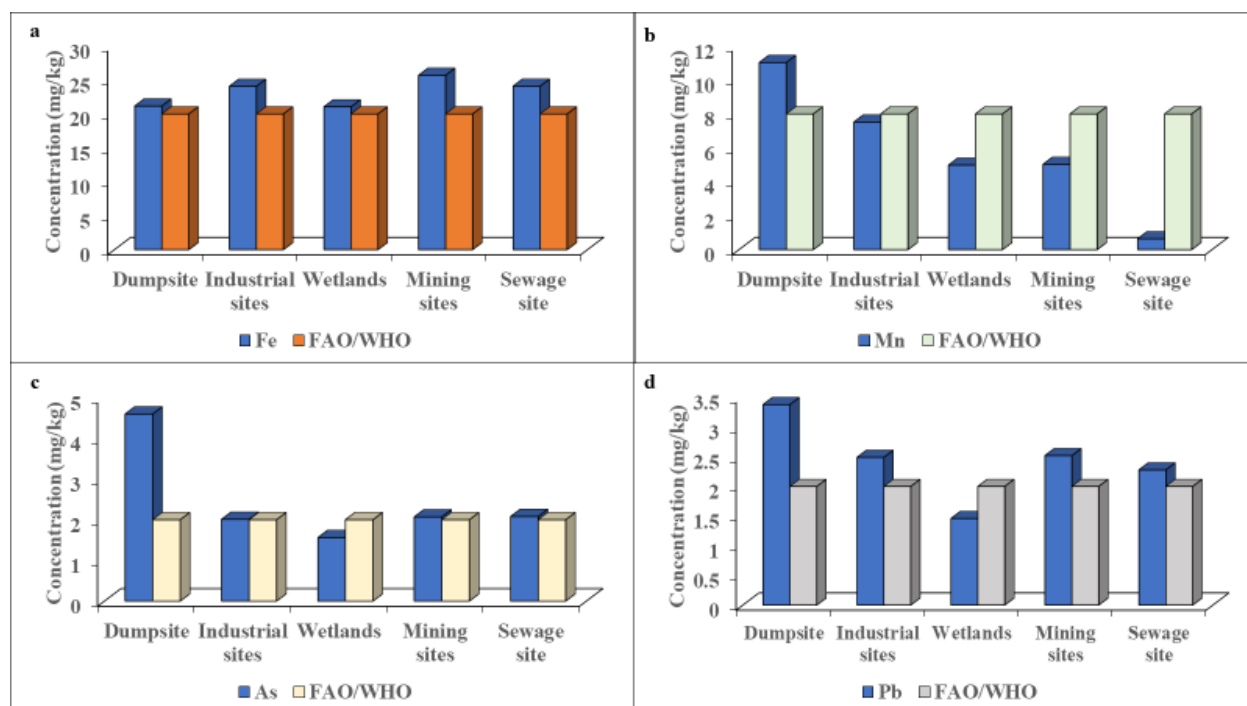 a
Concentration (mg/kg)
30
25
20
15
10
5
0
Dumpsite Industrial Wetlands Mining Sewage
sites sites site
Fe FAO/WHO
b
Concentration (mg/kg)
12
10
8
6
4
2
0
Dumpsite Industrial Wetlands Mining Sewage
sites sites site
Mn FAO/WHO
c
Concentration (mg/kg)
5
4
3
2
1
0
Dumpsite Industrial Wetlands Mining Sewage
sites sites site
As FAO/WHO
d
Concentration (mg/kg)
3.5
3
2.5
2
1.5
1
0.5
0
Dumpsite Industrial Wetlands Mining Sewage
sites sites site
Pb FAO/WHO